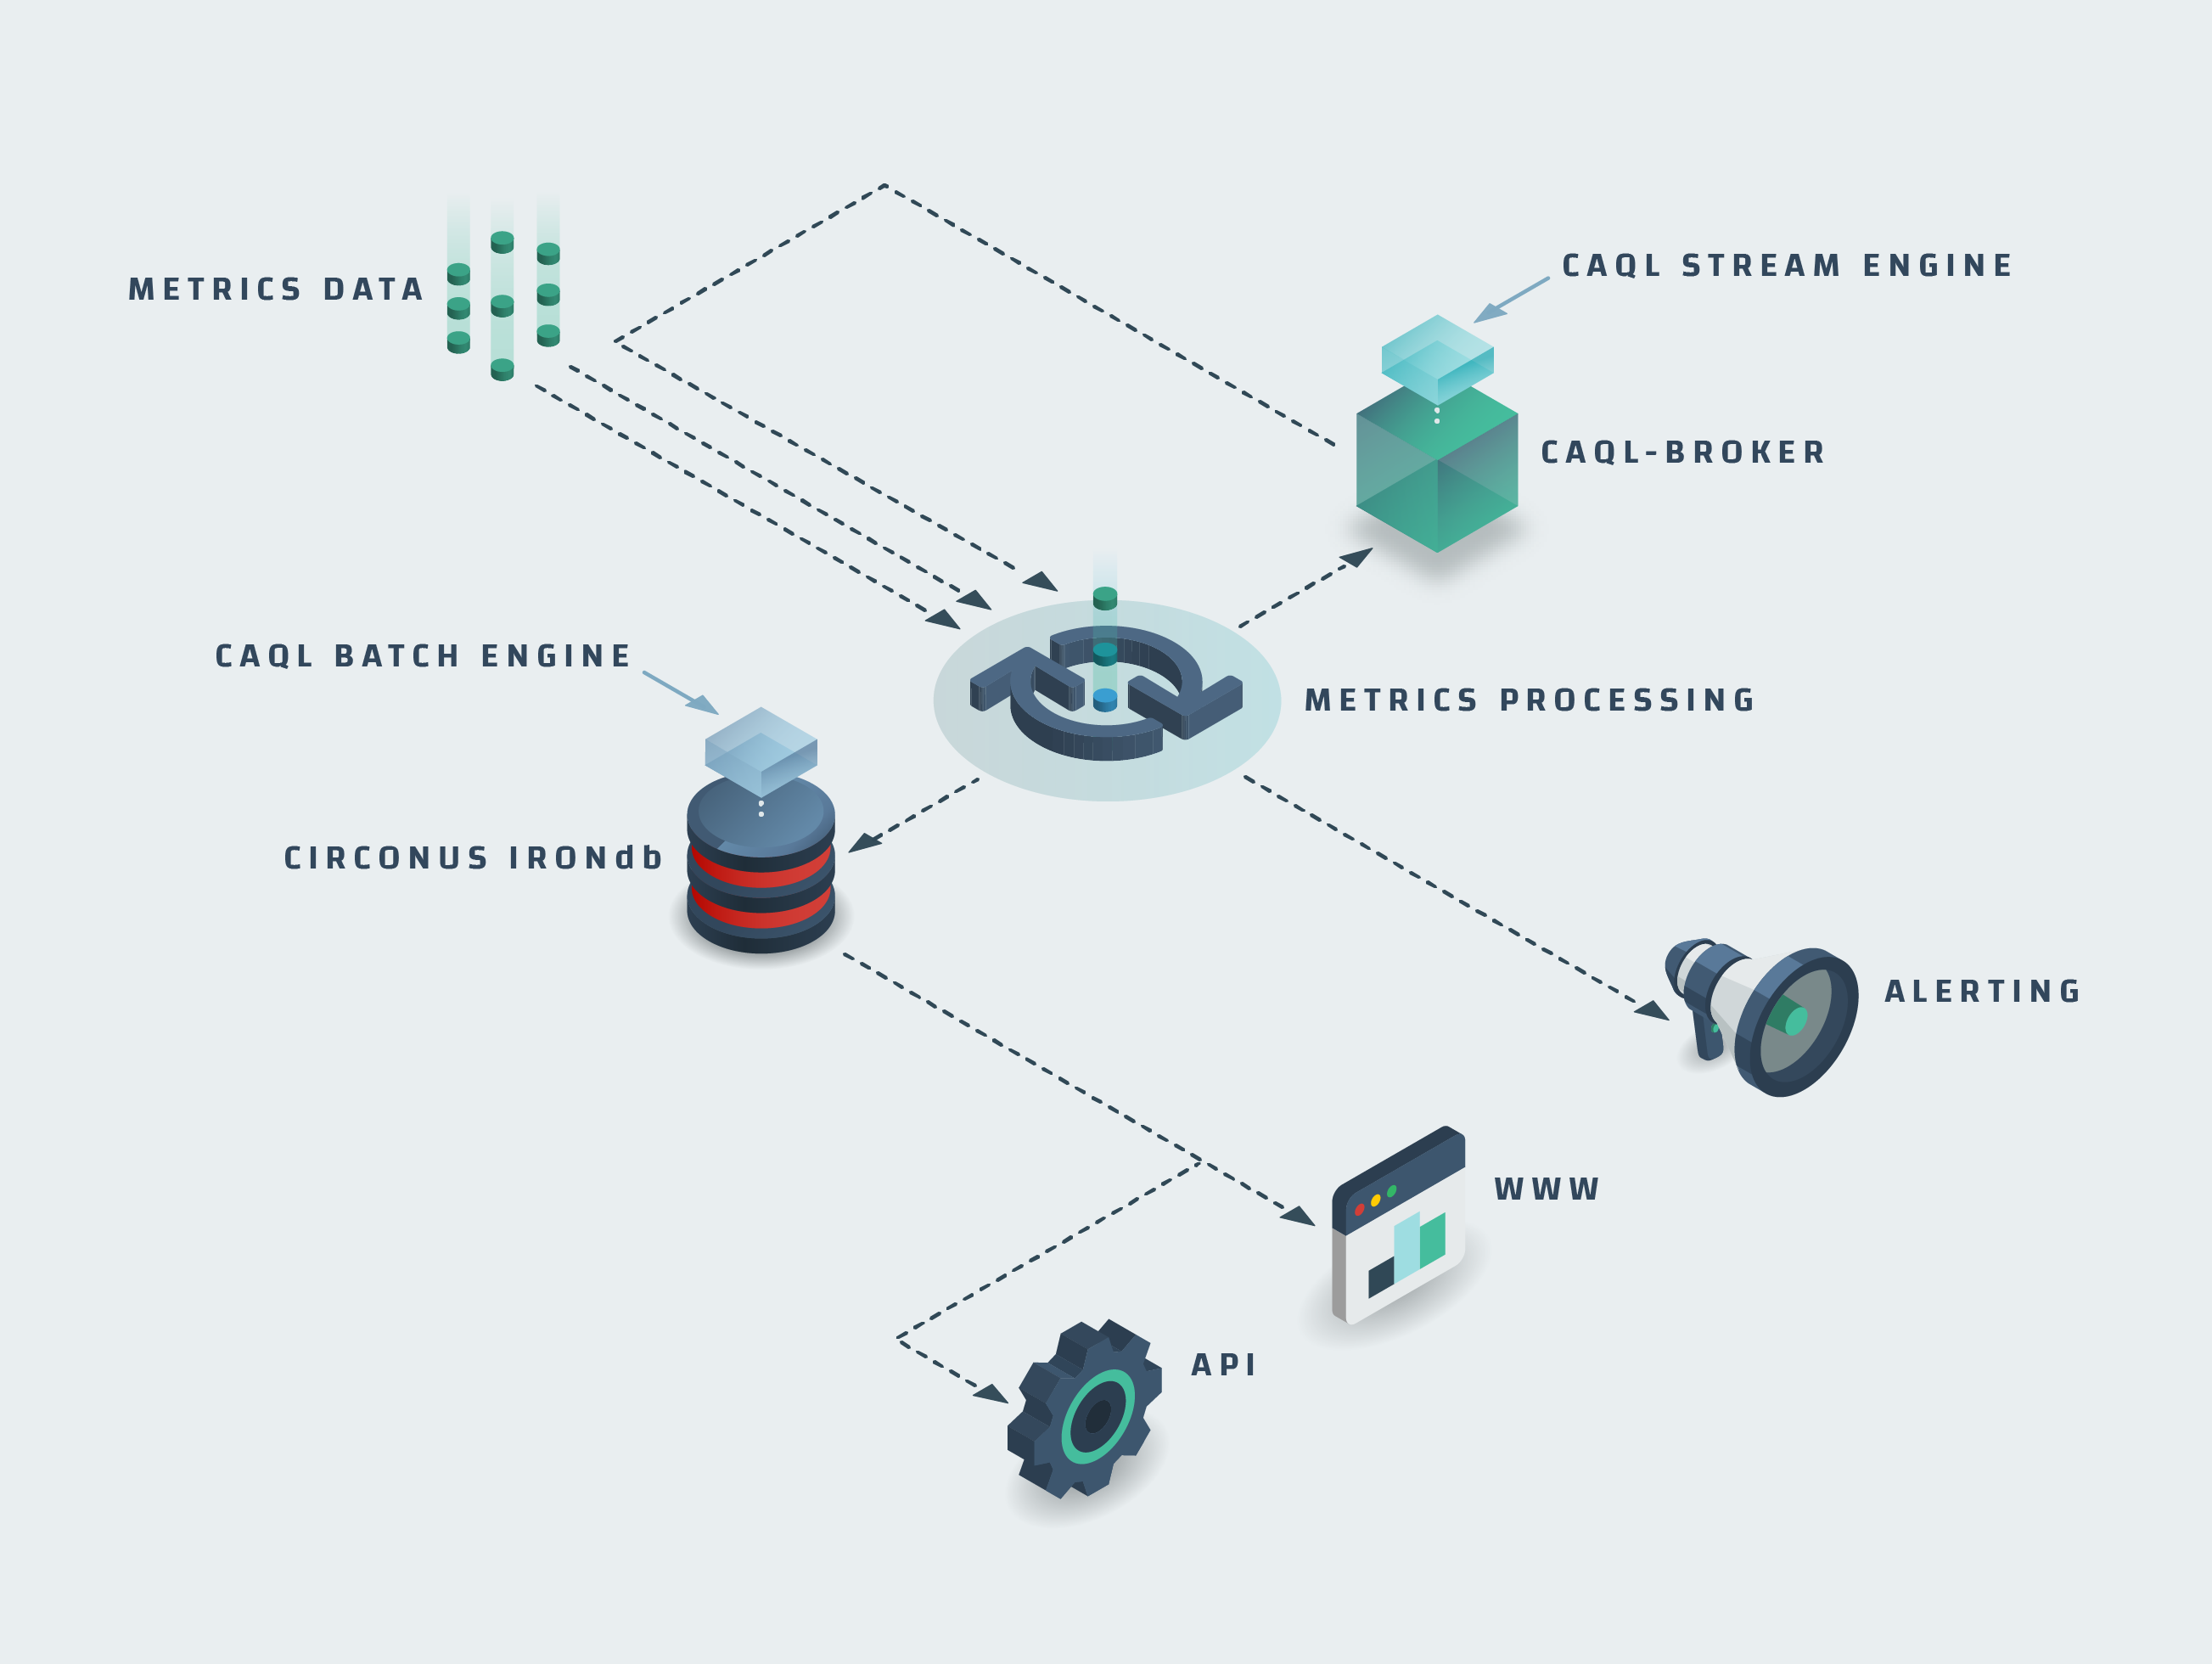 CAQL STREAM ENGINE
METRICS DATA
CAQL-BROKER
CAQL BATCH ENGINE
METRICS PROCESSING
CIRCONUS IRONdb
ALERTING
WWW
API